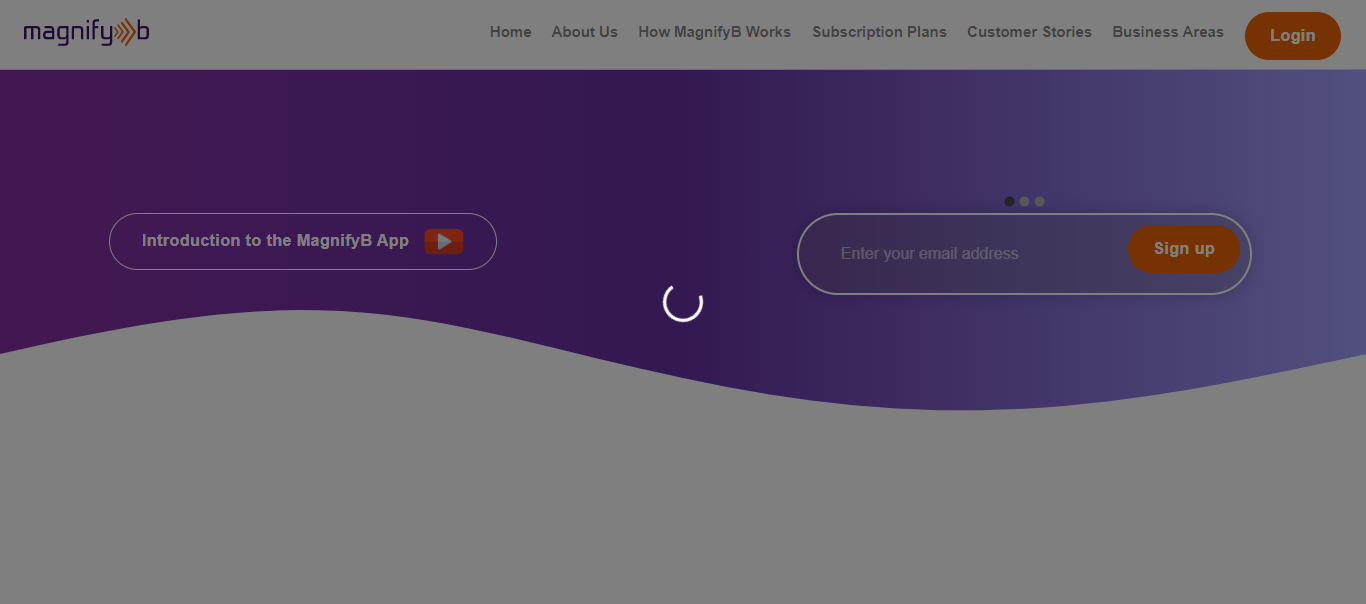 magnifyb
Home About Us How MagnifyB Works Subscription Plans Customer Stories Business Areas Login
Introduction to the MagnifyB App
Enter your email address Sign up